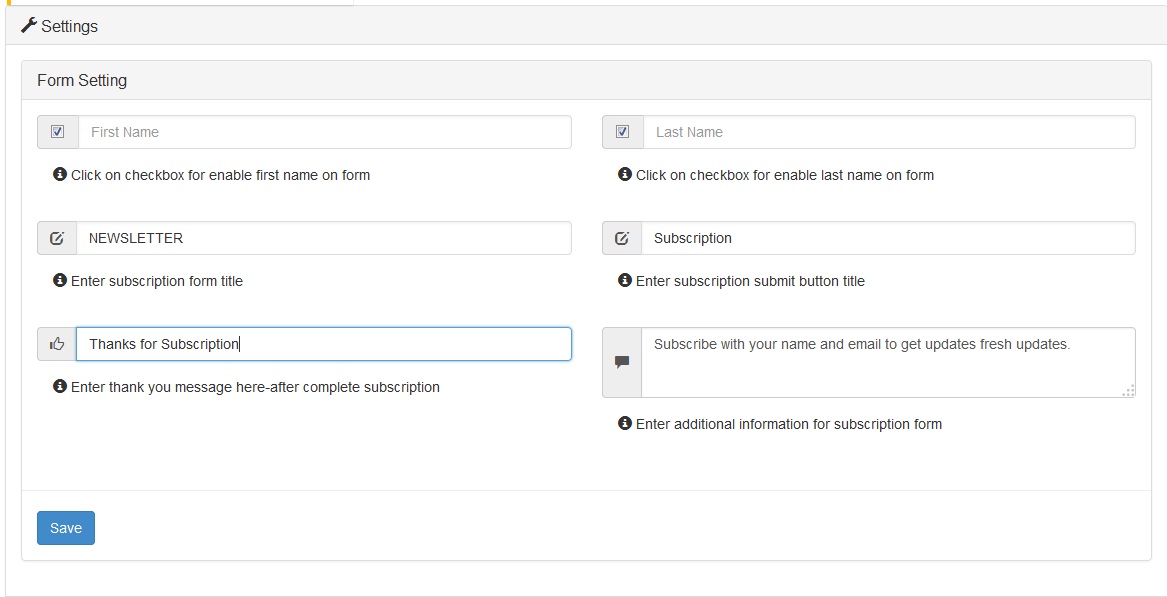 Settings
Form Setting
First Name
Last Name
Click on checkbox for enable first name on form
Click on checkbox for enable last name on form
NEWSLETTER
Subscription
Enter subscription form title
Enter subscription submit button title
Thanks for Subscription
Subscribe with your name and email to get updates fresh updates.
Enter thank you message here-after complete subscription
Enter additional information for subscription form
Save